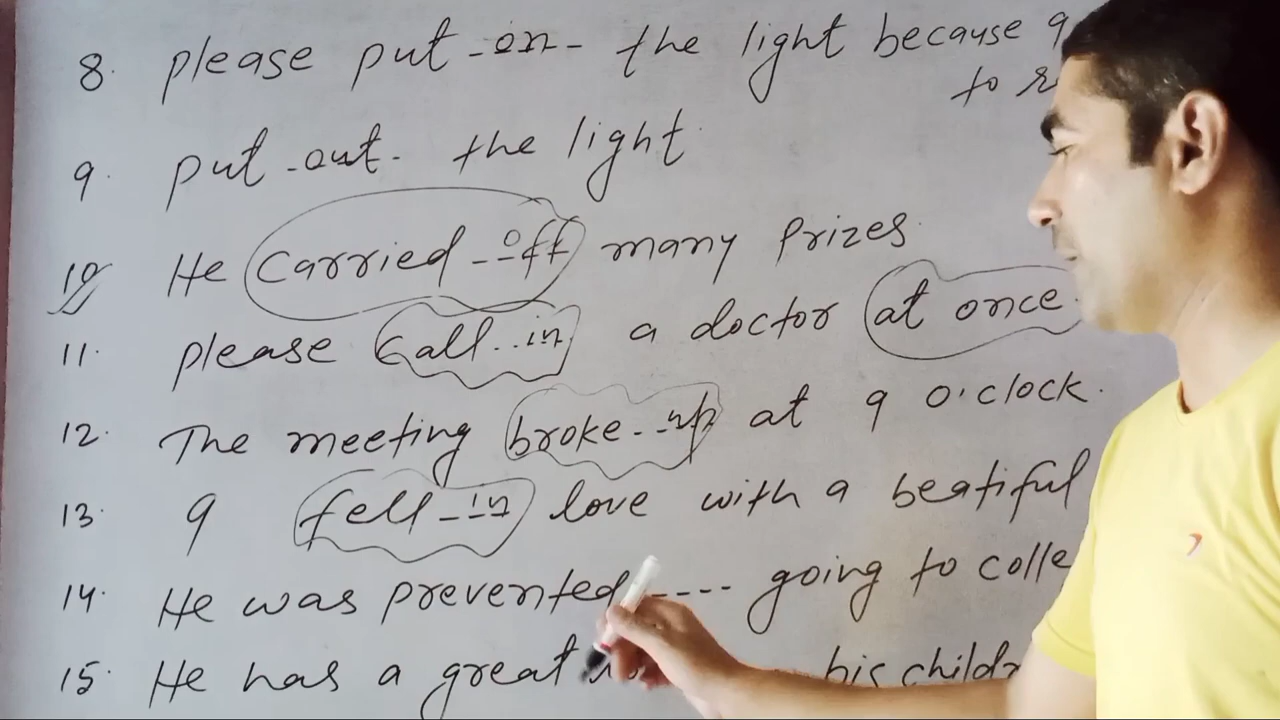 8. please put -on- the light because I
to
9. put -out- the light
10 He carried --off many prizes.
11. please call..in a doctor at once.
12. The meeting broke--up at 9 o'clock.
13. I fell --in love with a beatiful
14. He was prevented ---- going to colle
15. He has a great his childr